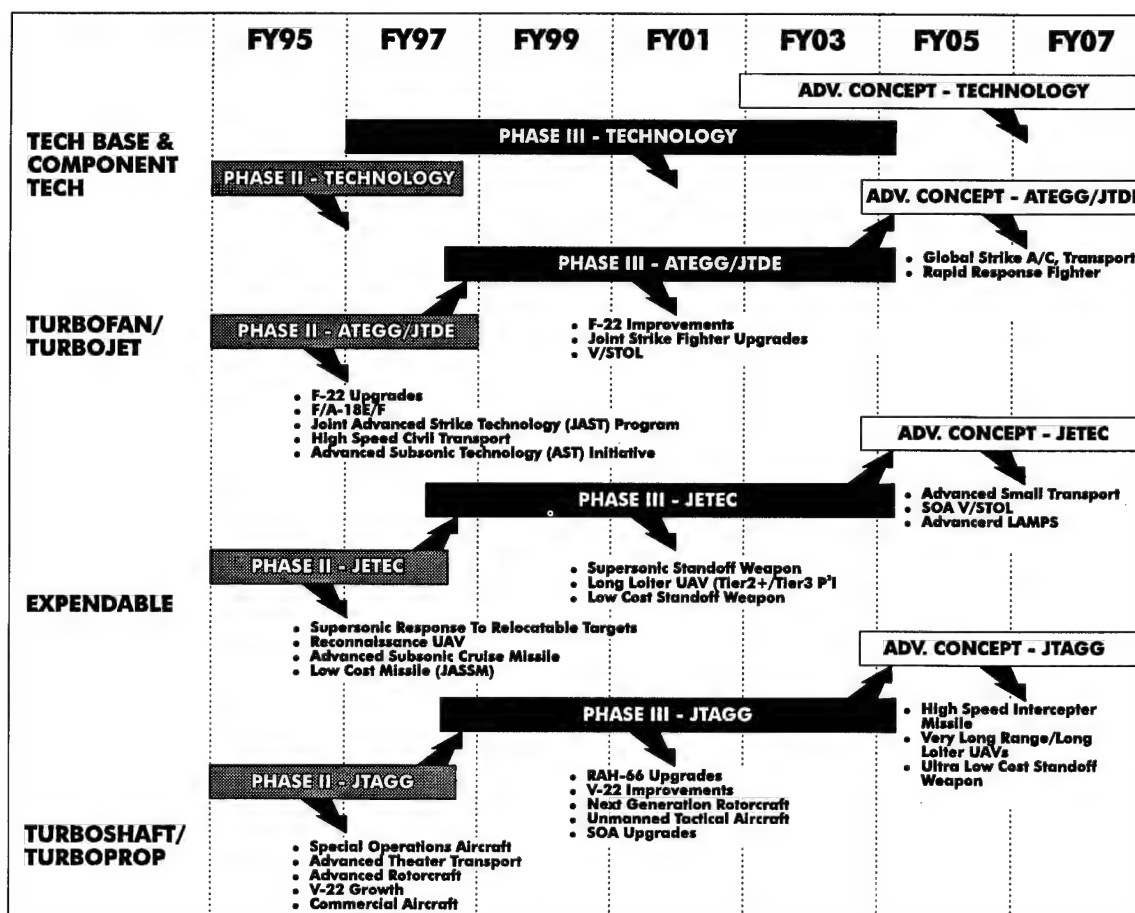 FY95 FY97 FY99 FY01 FY03 FY05 FY07
ADV. CONCEPT - TECHNOLOGY
TECH BASE &
COMPONENT
TECH
PHASE III - TECHNOLOGY
PHASE II - TECHNOLOGY
ADV. CONCEPT - ATEGG/JTDE
PHASE III - ATEGG/JTDE
• Global Strike A/C, Transport
• Rapid Response Fighter
TURBOFAN/
TURBOJET
PHASE II - ATEGG/JTDE
• F-22 Improvements
• Joint Strike Fighter Upgrades
• V/STOL
• F-22 Upgrades
• F/A-18E/F
• Joint Advanced Strike Technology (JAST) Program
• High Speed Civil Transport
• Advanced Subsonic Technology (AST) Initiative
ADV. CONCEPT - JETEC
PHASE III - JETEC
• Advanced Small Transport
• SOA V/STOL
• Advancerd LAMPS
EXPENDABLE
PHASE II - JETEC
• Supersonic Standoff Weapon
• Long Loiter UAV (Tier2+/Tier3 P³I
• Low Cost Standoff Weapon
• Supersonic Response To Relocatable Targets
• Reconnaissance UAV
• Advanced Subsonic Cruise Missile
• Low Cost Missile (JASSM)
ADV. CONCEPT - JTAGG
PHASE III - JTAGG
• High Speed Intercepter
Missile
• Very Long Range/Long
Loiter UAVs
• Ultra Low Cost Standoff
Weapon
TURBOSHAFT/
TURBOPROP
PHASE II - JTAGG
• RAH-66 Upgrades
• V-22 Improvements
• Next Generation Rotorcraft
• Unmanned Tactical Aircraft
• SOA Upgrades
• Special Operations Aircraft
• Advanced Theater Transport
• Advanced Rotorcraft
• V-22 Growth
• Commercial Aircraft